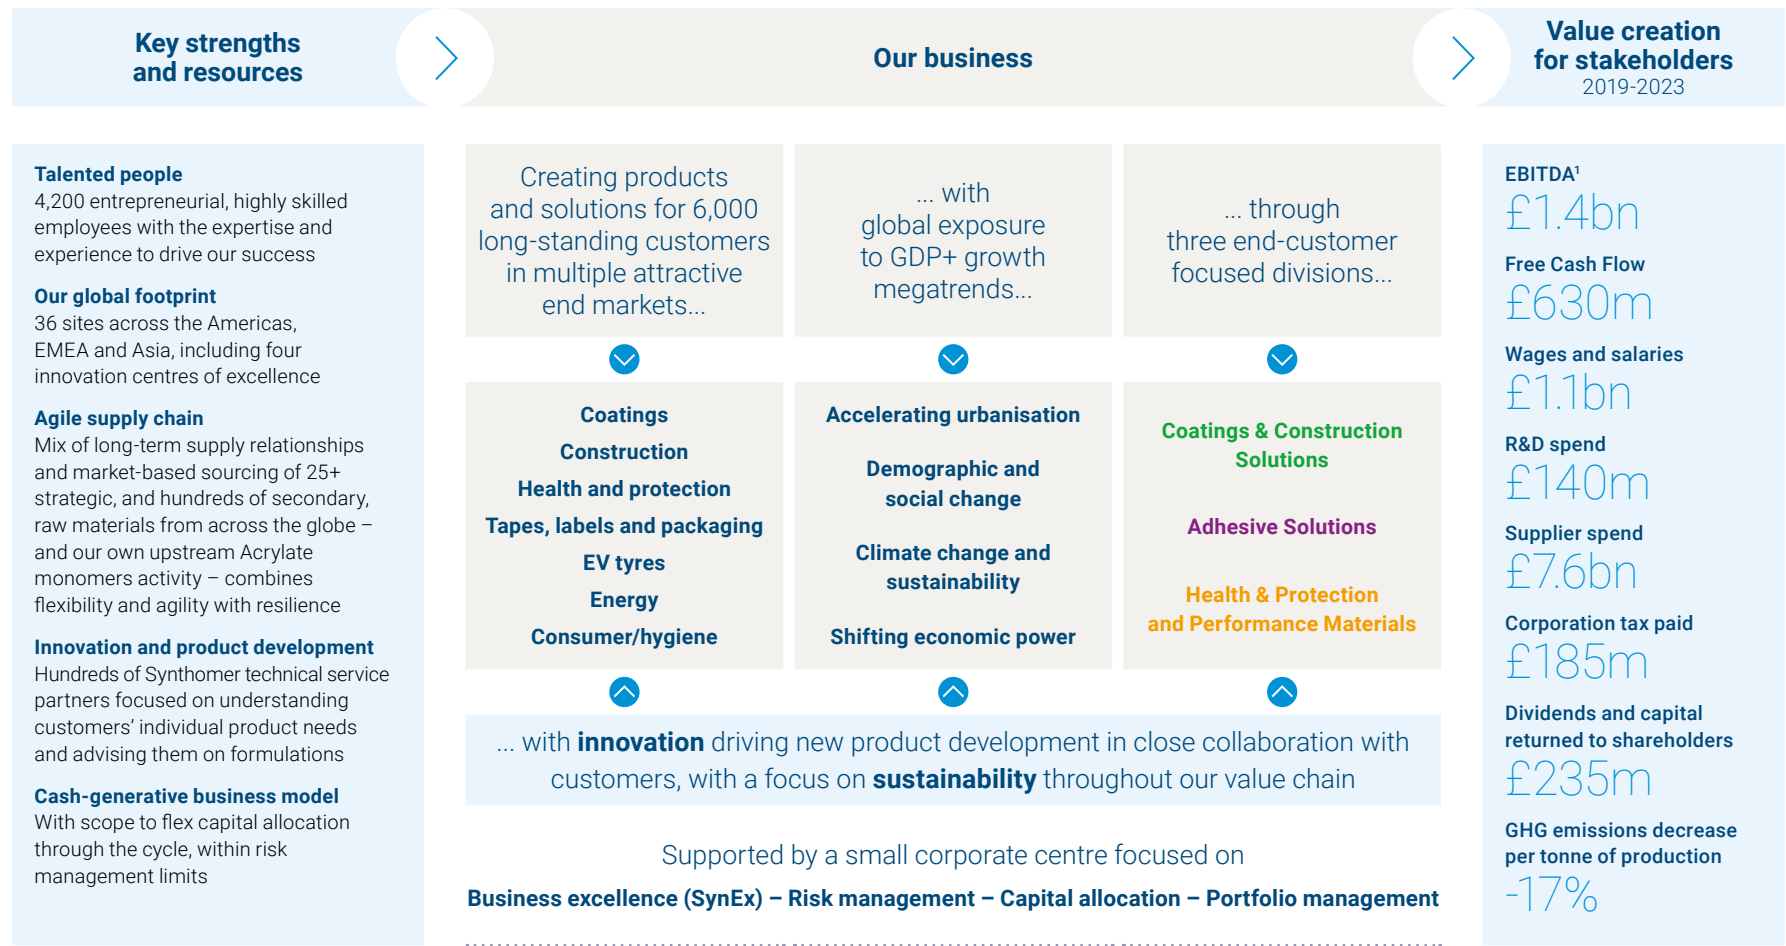 Key strengths
and resources
Our business
Value creation
for stakeholders
2019-2023
Talented people
4,200 entrepreneurial, highly skilled
employees with the expertise and
experience to drive our success
Our global footprint
36 sites across the Americas,
EMEA and Asia, including four
innovation centres of excellence
Agile supply chain
Mix of long-term supply relationships
and market-based sourcing of 25+
strategic, and hundreds of secondary,
raw materials from across the globe –
and our own upstream Acrylate
monomers activity – combines
flexibility and agility with resilience
Innovation and product development
Hundreds of Synthomer technical service
partners focused on understanding
customers' individual product needs
and advising them on formulations
Cash-generative business model
With scope to flex capital allocation
through the cycle, within risk
management limits
Creating products
and solutions for 6,000
long-standing customers
in multiple attractive
end markets...
Coatings
Construction
Health and protection
Tapes, labels and packaging
EV tyres
Energy
Consumer/hygiene
... with
global exposure
to GDP+ growth
megatrends...
Accelerating urbanisation
Demographic and
social change
Climate change and
sustainability
Shifting economic power
... through
three end-customer
focused divisions...
Coatings & Construction
Solutions
Adhesive Solutions
Health & Protection
and Performance Materials
... with innovation driving new product development in close collaboration with
customers, with a focus on sustainability throughout our value chain
Supported by a small corporate centre focused on
Business excellence (SynEx) – Risk management – Capital allocation – Portfolio management
EBITDA¹
£1.4bn
Free Cash Flow
£630m
Wages and salaries
£1.1bn
R&D spend
£140m
Supplier spend
£7.6bn
Corporation tax paid
£185m
Dividends and capital
returned to shareholders
£235m
GHG emissions decrease
per tonne of production
-17%